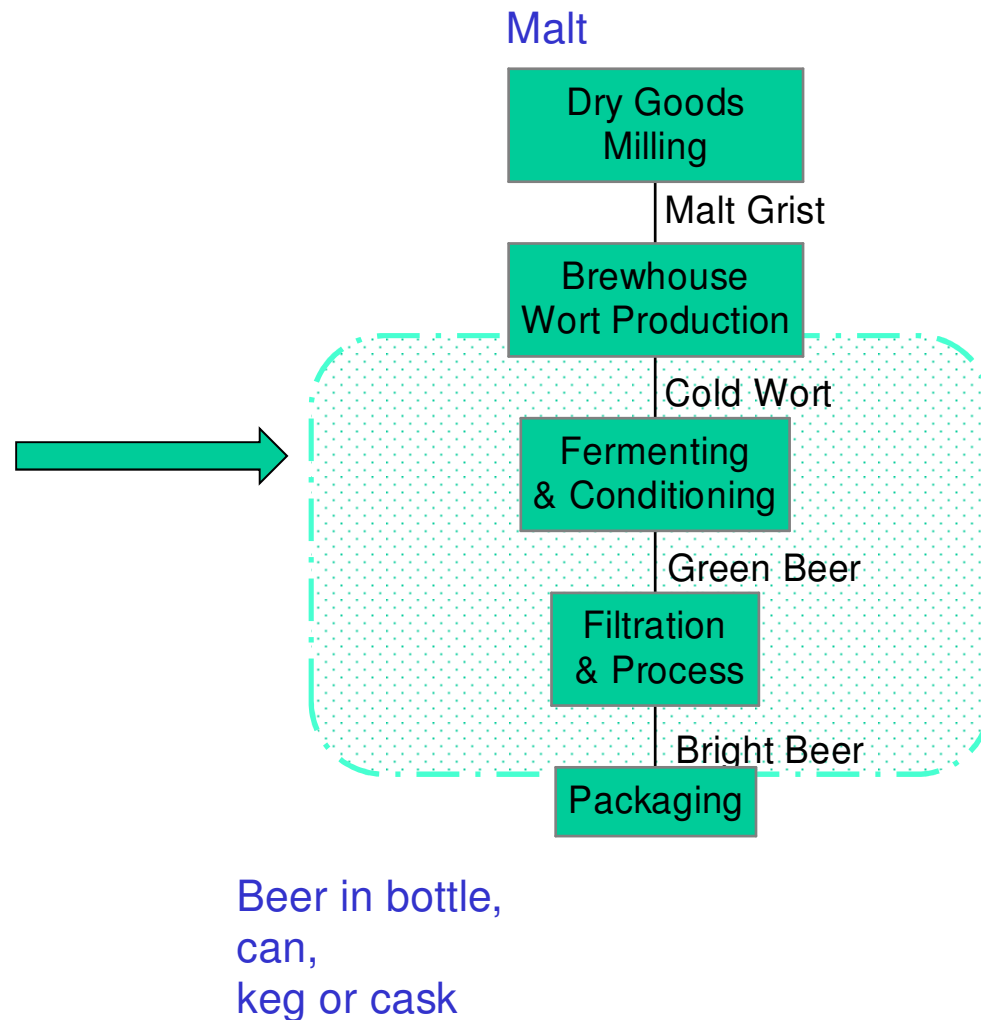 Malt
Dry Goods
Milling
Malt Grist
Brewhouse
Wort Production
Cold Wort
Fermenting
& Conditioning
Green Beer
Filtration
& Process
Bright Beer
Packaging
Beer in bottle,
can,
keg or cask